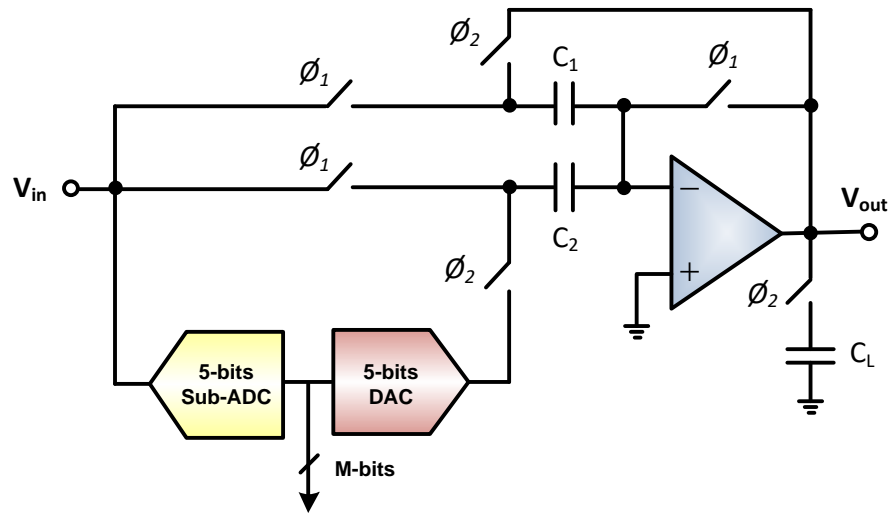 Ø2
C1
Ø1
Ø1
Ø1
Vin
C2
−
+
Vout
Ø2
Ø2
CL
5-bits
Sub-ADC
5-bits
DAC
M-bits